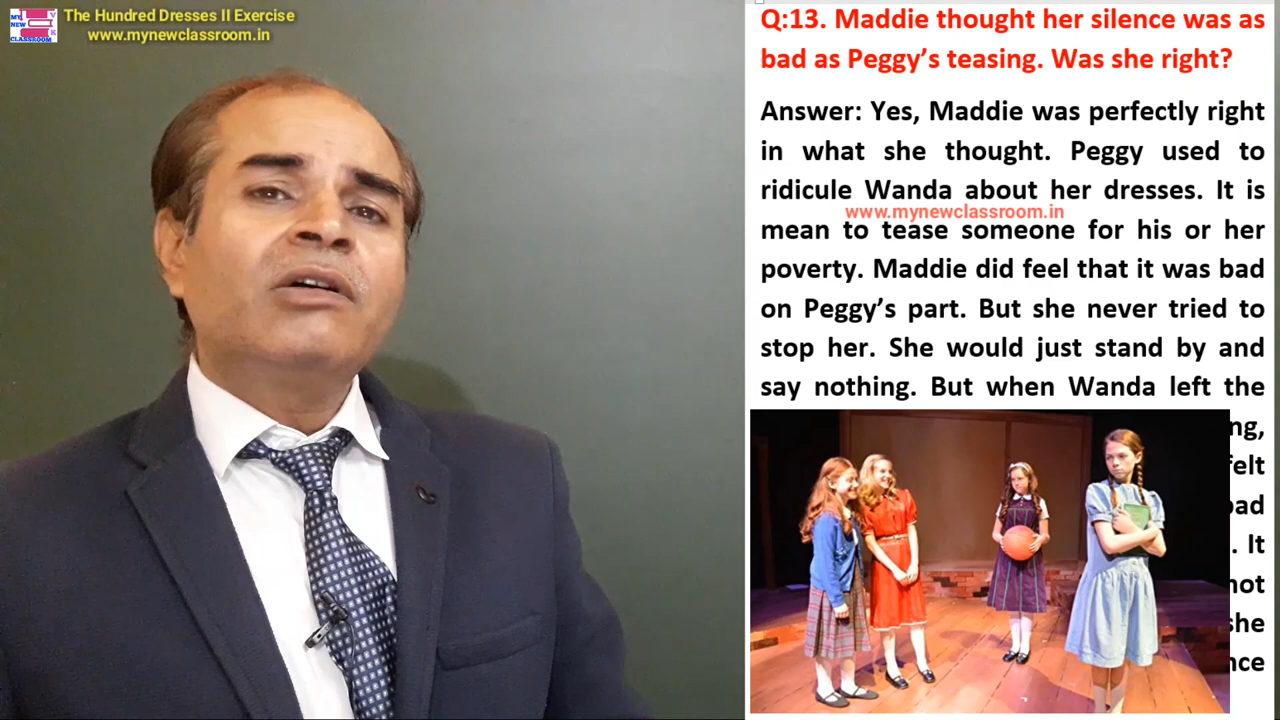 The Hundred Dresses II Exercise
www.mynewclassroom.in
MY
NEW
CLASSROOM
V
K
Q:13. Maddie thought her silence was as
bad as Peggy’s teasing. Was she right?
Answer: Yes, Maddie was perfectly right
in what she thought. Peggy used to
ridicule Wanda about her dresses. It is
www.mynewclassroom.in
mean to tease someone for his or her
poverty. Maddie did feel that it was bad
on Peggy’s part. But she never tried to
stop her. She would just stand by and
say nothing. But when Wanda left the
ng,
felt
. It
she